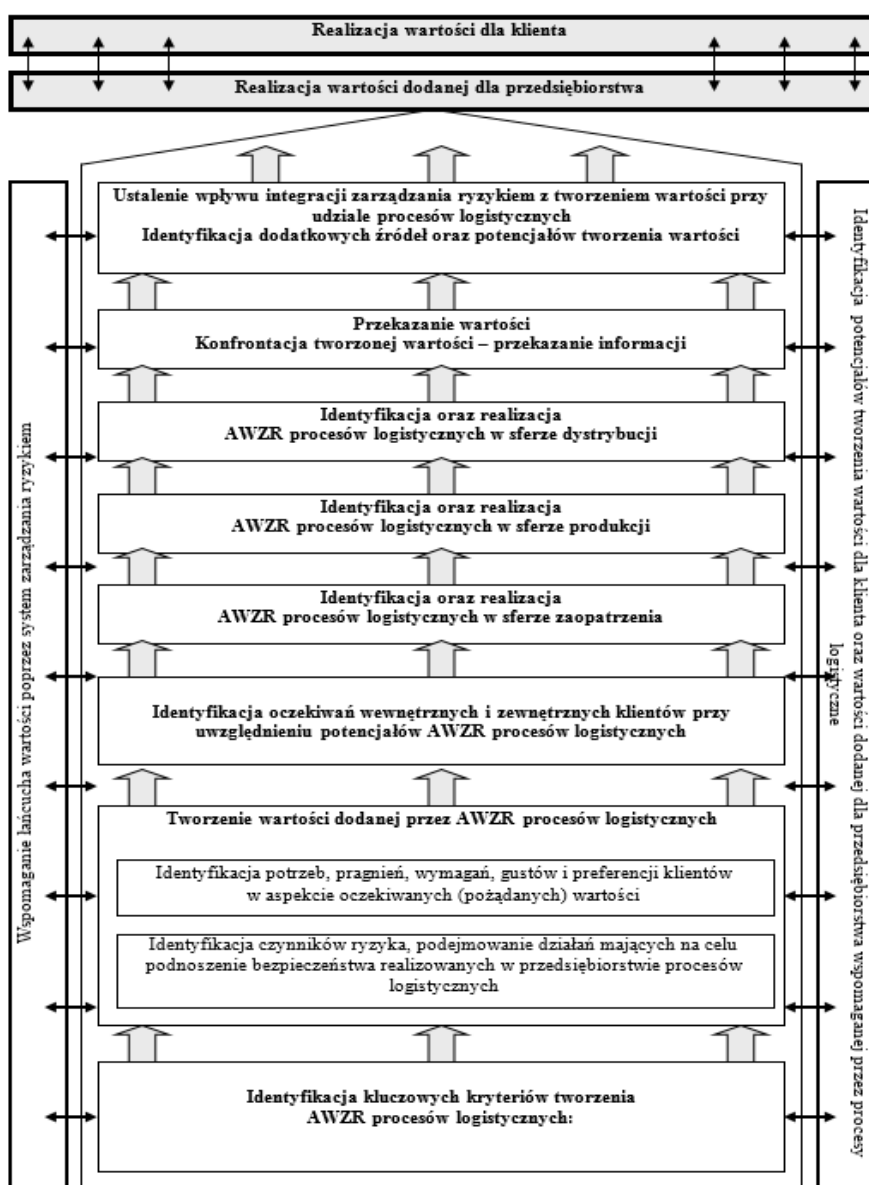 Realizacja wartości dla klienta
Realizacja wartości dodanej dla przedsiębiorstwa
Ustalenie wpływu integracji zarządzania ryzykiem z tworzeniem wartości przy
udziale procesów logistycznych
Identyfikacja dodatkowych źródeł oraz potencjałów tworzenia wartości
Przekazanie wartości
Konfrontacja tworzonej wartości – przekazanie informacji
Identyfikacja oraz realizacja
AWZR procesów logistycznych w sferze dystrybucji
Identyfikacja oraz realizacja
AWZR procesów logistycznych w sferze produkcji
Identyfikacja oraz realizacja
AWZR procesów logistycznych w sferze zaopatrzenia
Identyfikacja oczekiwań wewnętrznych i zewnętrznych klientów przy
uwzględnieniu potencjałów AWZR procesów logistycznych
Tworzenie wartości dodanej przez AWZR procesów logistycznych
Identyfikacja potrzeb, pragnień, wymagań, gustów i preferencji klientów
w aspekcie oczekiwanych (pożądanych) wartości
Identyfikacja czynników ryzyka, podejmowanie działań mających na celu
podnoszenie bezpieczeństwa realizowanych w przedsiębiorstwie procesów
logistycznych
Identyfikacja kluczowych kryteriów tworzenia
AWZR procesów logistycznych:
Wspomaganie łańcucha wartości poprzez system zarządzania ryzykiem
Identyfikacja potencjałów tworzenia wartości dla klienta oraz wartości dodanej dla przedsiębiorstwa wspomaganej przez procesy
logistyczne